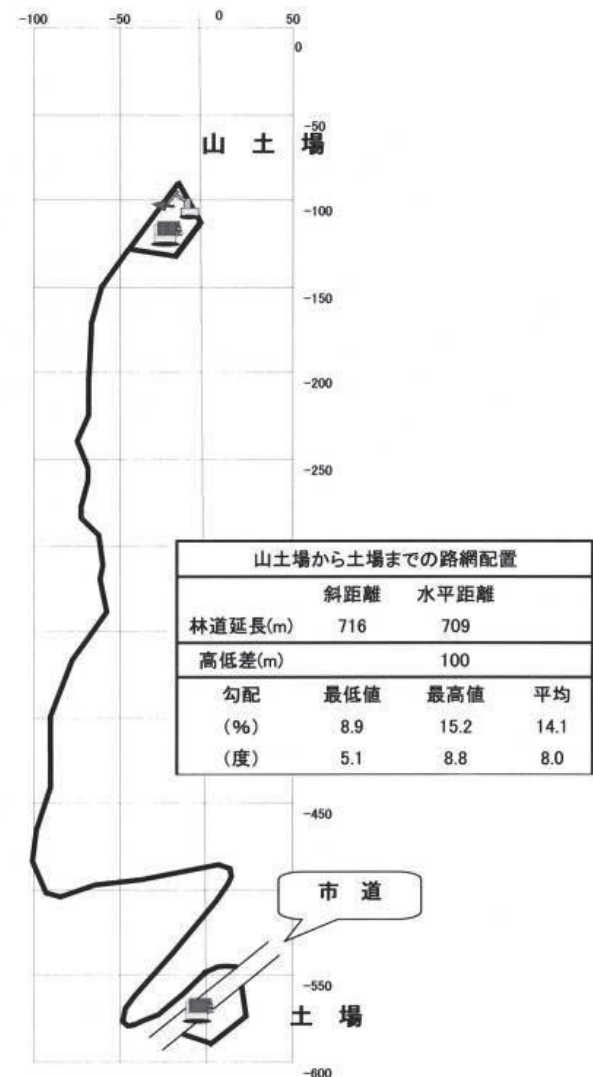 -100 -50 0 50
0
-50
山 土 場
-100
-150
-200
-250
山土場から土場までの路網配置
斜距離 水平距離
林道延長(m) 716 709
高低差(m) 100
勾配 最低値 最高値 平均
(%) 8.9 15.2 14.1
(度) 5.1 8.8 8.0
-450
市 道
-550
土 場
-600